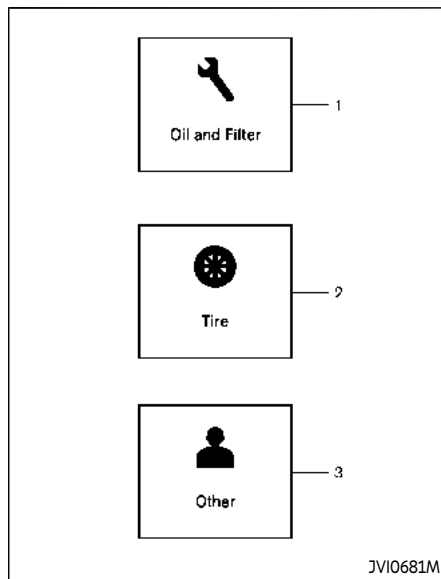 Oil and Filter
1
Tire
2
Other
3
JVI0681M